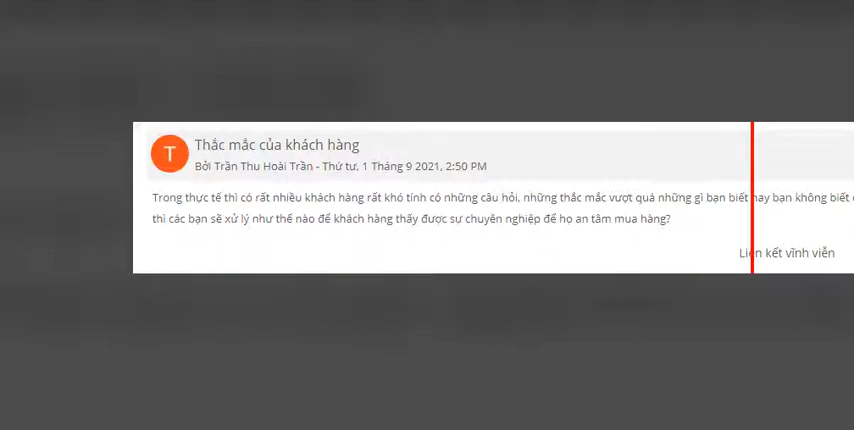 T
Thắc mắc của khách hàng
Bởi Trần Thu Hoài Trần - Thứ tư, 1 Tháng 9 2021, 2:50 PM
Trong thực tế thì có rất nhiều khách hàng rất khó tính có những câu hỏi, những thắc mắc vượt quá những gì bạn biết hay bạn không biết
thì các bạn sẽ xử lý như thế nào để khách hàng thấy được sự chuyên nghiệp để họ an tâm mua hàng?
Liên kết vĩnh viễn